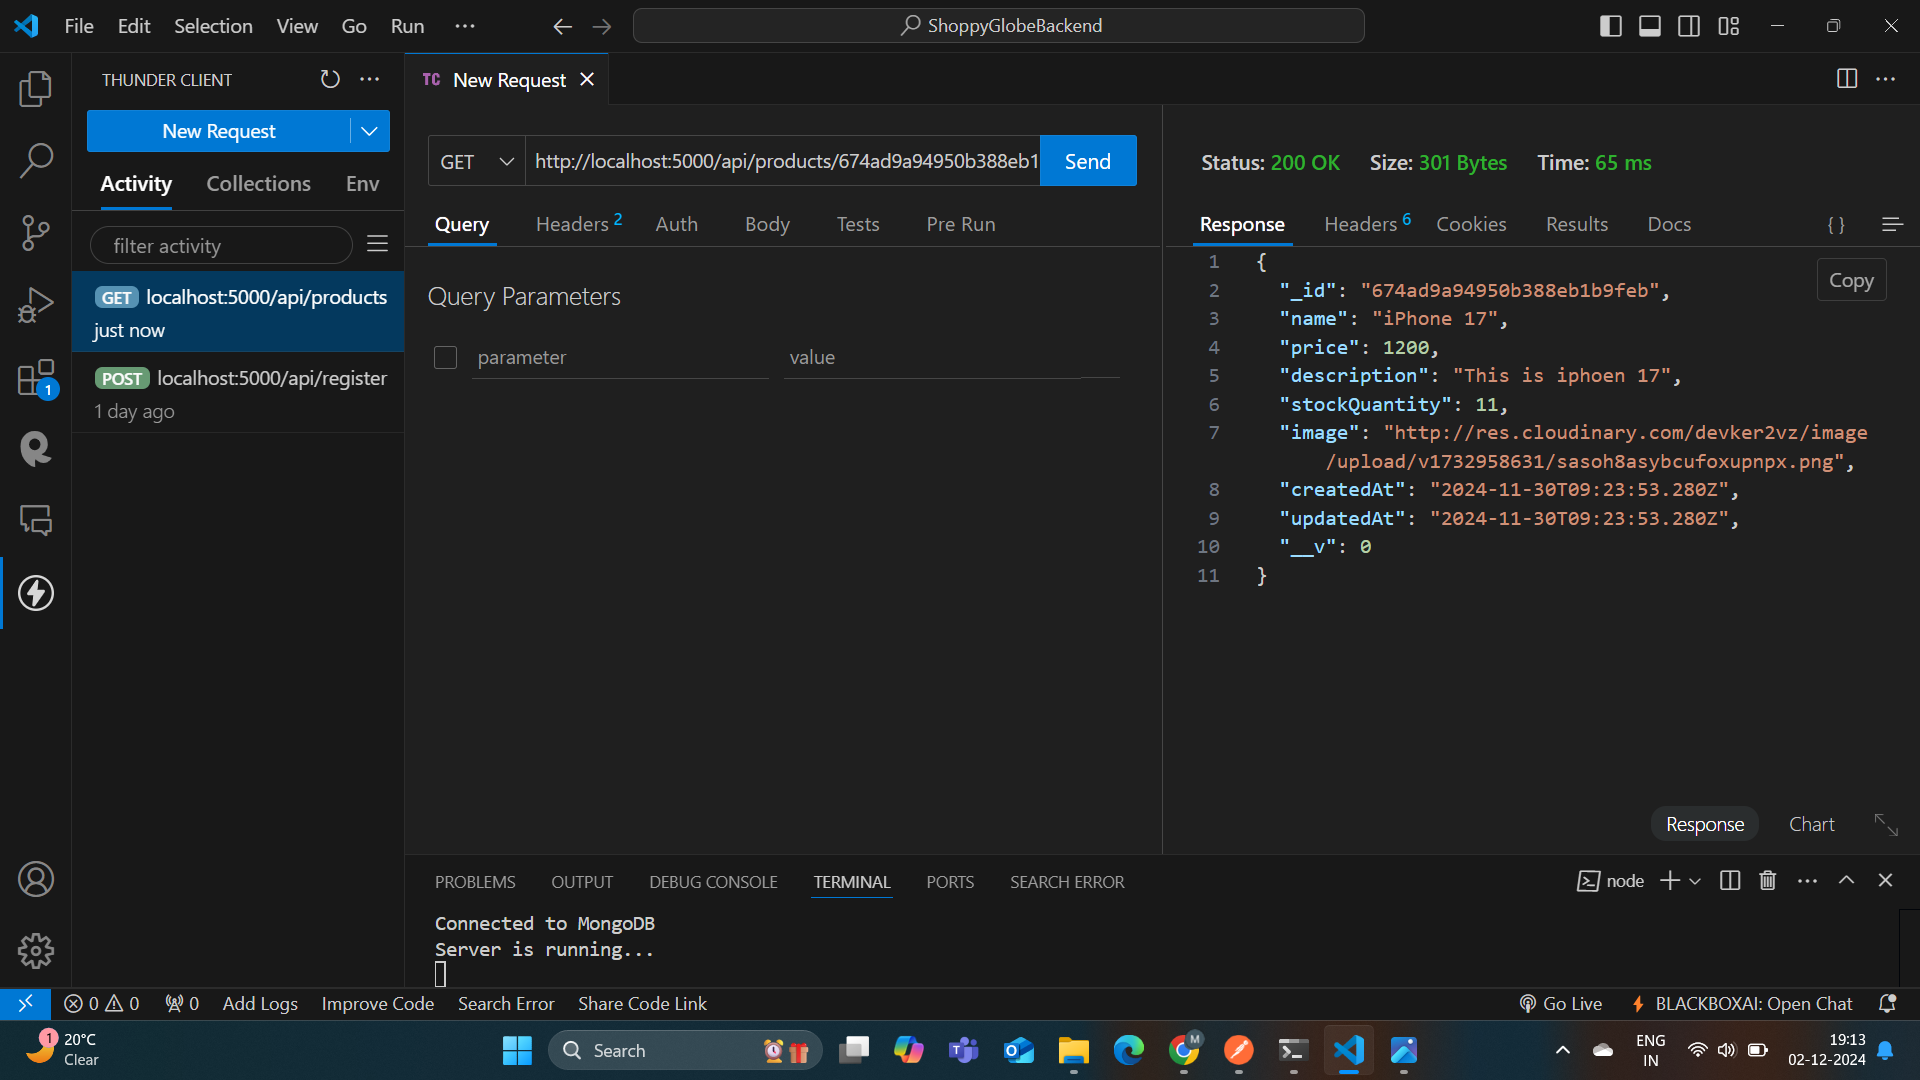 File Edit Selection View Go Run ··· ShoppyGlobeBackend
THUNDER CLIENT
TC New Request
New Request
Activity Collections Env
filter activity
GET localhost:5000/api/products
just now
POST localhost:5000/api/register
1 day ago
GET http://localhost:5000/api/products/674ad9a94950b388eb1 Send
Query Headers 2 Auth Body Tests Pre Run
Query Parameters
parameter value
Status: 200 OK Size: 301 Bytes Time: 65 ms
Response Headers 6 Cookies Results Docs { }
Copy
1 {
2 "_id": "674ad9a94950b388eb1b9feb",
3 "name": "iPhone 17",
4 "price": 1200,
5 "description": "This is iphoen 17",
6 "stockQuantity": 11,
7 "image": "http://res.cloudinary.com/devker2vz/image
/upload/v1732958631/sasoh8asybcufoxupnpx.png",
8 "createdAt": "2024-11-30T09:23:53.280Z",
9 "updatedAt": "2024-11-30T09:23:53.280Z",
10 "__v": 0
11 }
Response Chart
1
PROBLEMS OUTPUT DEBUG CONSOLE TERMINAL PORTS SEARCH ERROR node
Connected to MongoDB
Server is running...
0 0 0 Add Logs Improve Code Search Error Share Code Link Go Live BLACKBOXAI: Open Chat
1 20°C
Clear
Search
M
ENG
IN
19:13
02-12-2024